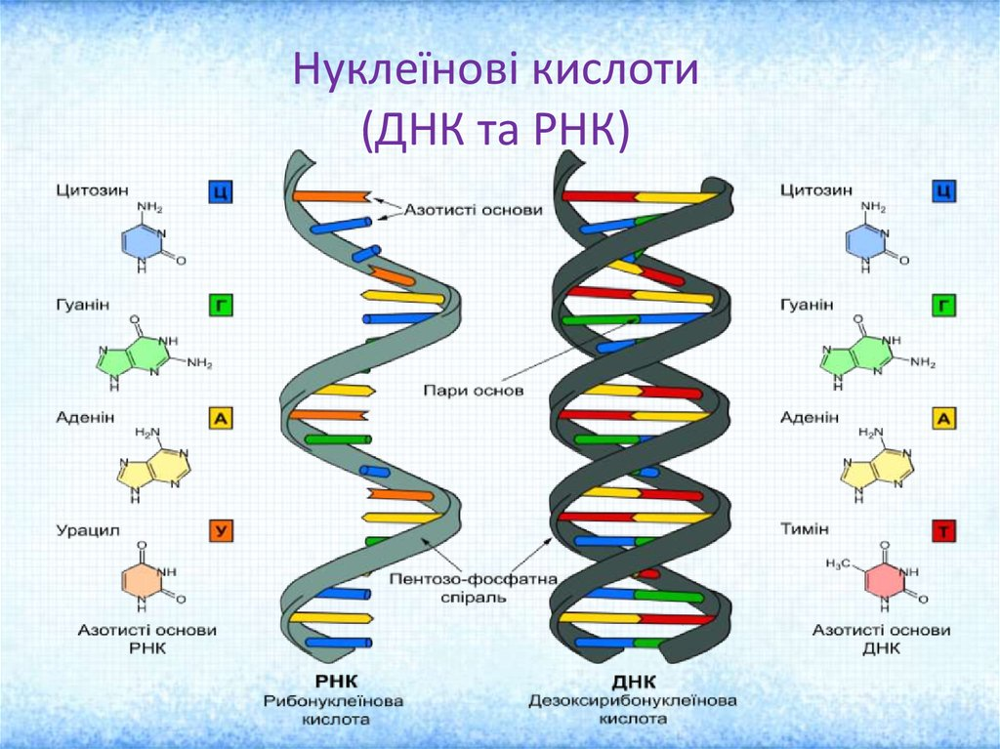 Нуклеїнові кислоти
(ДНК та РНК)
Цитозин
Ц
NH₂
N
N
H
O
Гуанін
Г
O
N
NH
N
H
N
NH₂
Аденін
А
H₂N
N
N
N
H
N
Урацил
У
O
NH
N
H
O
Азотисті основи
РНК
Азотисті основи
Пари основ
Пентозо-фосфатна
спіраль
РНК
Рибонуклеїнова
кислота
ДНК
Дезоксирибонуклеїнова
кислота
Цитозин
Ц
NH₂
N
N
H
O
Гуанін
Г
O
N
NH
N
H
N
NH₂
Аденін
А
H₂N
N
N
N
H
N
Тимін
Т
O
H₃C
NH
N
H
O
Азотисті основи
ДНК